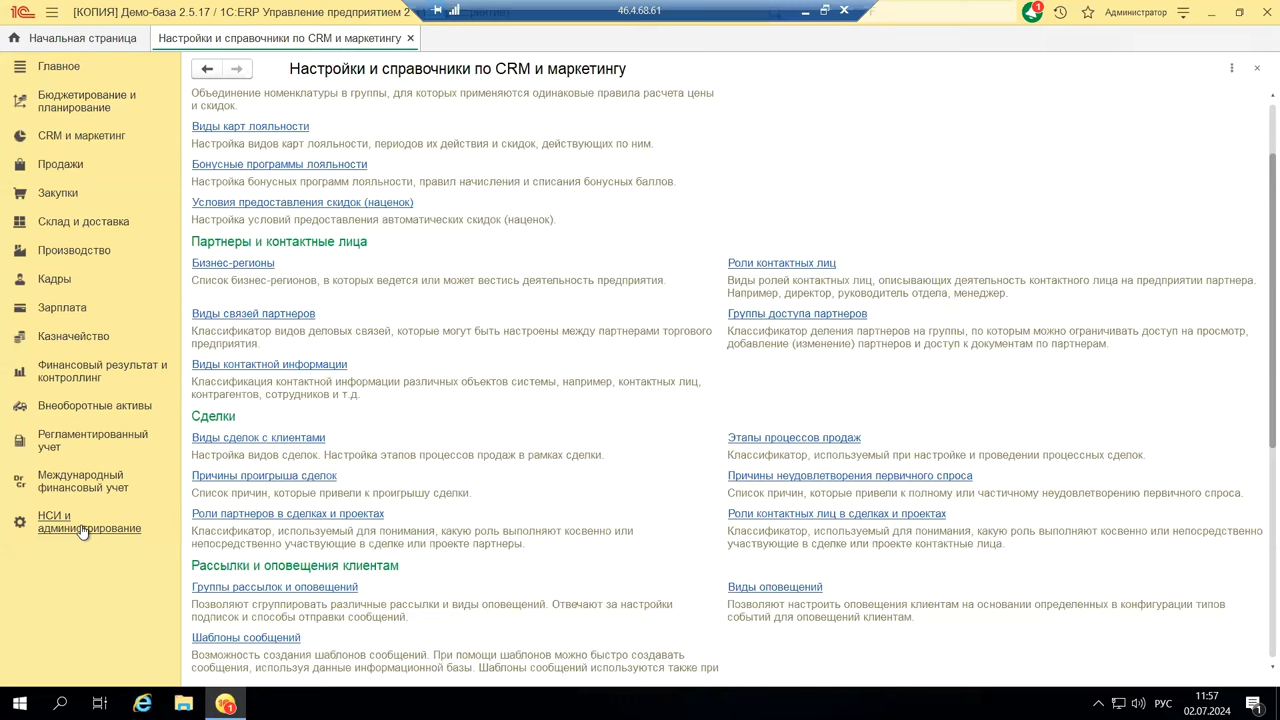 [КОПИЯ] Демо-база 2.5.17 / 1С:ERP Управление предприятием 2
46.4.68.61
1
Администратор
Начальная страница
Настройки и справочники по CRM и маркетингу
Главное
Бюджетирование и
планирование
CRM и маркетинг
Продажи
Закупки
Склад и доставка
Производство
Кадры
Зарплата
Казначейство
Финансовый результат и
контроллинг
Внеоборотные активы
Регламентированный
учет
Международный
финансовый учет
НСИ и
администрирование
Настройки и справочники по CRM и маркетингу
Объединение номенклатуры в группы, для которых применяются одинаковые правила расчета цены
и скидок.
Виды карт лояльности
Настройка видов карт лояльности, периодов их действия и скидок, действующих по ним.
Бонусные программы лояльности
Настройка бонусных программ лояльности, правил начисления и списания бонусных баллов.
Условия предоставления скидок (наценок)
Настройка условий предоставления автоматических скидок (наценок).
Партнеры и контактные лица
Бизнес-регионы
Список бизнес-регионов, в которых ведется или может вестись деятельность предприятия.
Роли контактных лиц
Виды ролей контактных лиц, описывающих деятельность контактного лица на предприятии партнера.
Например, директор, руководитель отдела, менеджер.
Виды связей партнеров
Классификатор видов деловых связей, которые могут быть настроены между партнерами торгового
предприятия.
Группы доступа партнеров
Классификатор деления партнеров на группы, по которым можно ограничивать доступ на просмотр,
добавление (изменение) партнеров и доступ к документам по партнерам.
Виды контактной информации
Классификация контактной информации различных объектов системы, например, контактных лиц,
контрагентов, сотрудников и т.д.
Сделки
Виды сделок с клиентами
Настройка видов сделок. Настройка этапов процессов продаж в рамках сделки.
Этапы процессов продаж
Классификатор, используемый при настройке и проведении процессных сделок.
Причины проигрыша сделок
Список причин, которые привели к проигрышу сделки.
Причины неудовлетворения первичного спроса
Список причин, которые привели к полному или частичному неудовлетворению первичного спроса.
Роли партнеров в сделках и проектах
Классификатор, используемый для понимания, какую роль выполняют косвенно или
непосредственно участвующие в сделке или проекте партнеры.
Роли контактных лиц в сделках и проектах
Классификатор, используемый для понимания, какую роль выполняют косвенно или непосредственно
участвующие в сделке или проекте контактные лица.
Рассылки и оповещения клиентам
Группы рассылок и оповещений
Позволяют сгруппировать различные рассылки и виды оповещений. Отвечают за настройки
подписок и способы отправки сообщений.
Виды оповещений
Позволяют настроить оповещения клиентам на основании определенных в конфигурации типов
событий для оповещений клиентам.
Шаблоны сообщений
Возможность создания шаблонов сообщений. При помощи шаблонов можно быстро создавать
сообщения, используя данные информационной базы. Шаблоны сообщений используются также при
РУС
11:57
02.07.2024
1